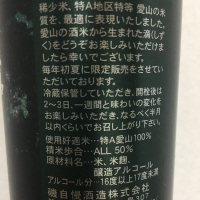 稀少米、特A地区特等 愛山の米
質を、最適に表現いたしました。
愛山の酒米から生まれた滴(しず
く)をどうぞお楽しみいただけま
したら幸いでございます。
毎年初夏に限定販売をさせていた
だいております。
冷蔵保管していただき、開栓後は
2〜3日、一週間と味わいの変化を
お楽しみいただき、なるべく半月
以内くらいでお召し上がり下さい。
使用好適米…特A愛山100%
精米歩合…ALL 50%
原材料名…米、米麹、
醸造アルコール
アルコール分…16度以上17度未満
磯自慢酒造株式会社
307